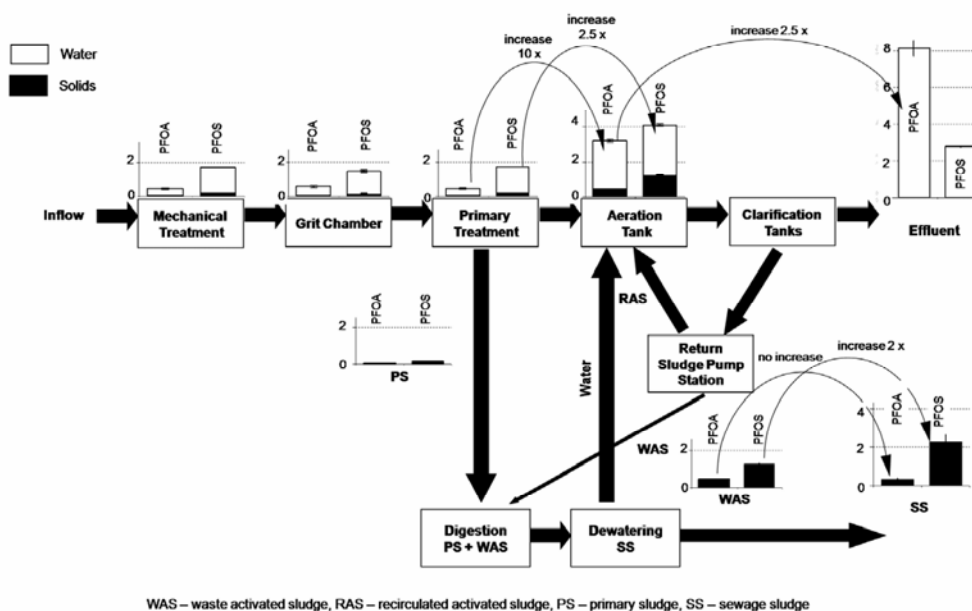 Water
Solids
increase
10 x
increase
2.5 x
increase 2.5 x
PFOA
PFOS
2
0
PFOA
PFOS
2
0
PFOA
PFOS
2
0
PFOA
PFOS
4
2
0
8
6
4
2
0
PFOA
PFOS
Inflow
Mechanical
Treatment
Grit Chamber
Primary
Treatment
Aeration
Tank
Clarification
Tanks
Effluent
PFOA
PFOS
2
0
PS
RAS
Water
Return
Sludge Pump
Station
no increase
increase 2 x
WAS
PFOA
PFOS
2
0
WAS
PFOA
PFOS
4
2
0
SS
Digestion
PS + WAS
Dewatering
SS
WAS – waste activated sludge, RAS – recirculated activated sludge, PS – primary sludge, SS – sewage sludge